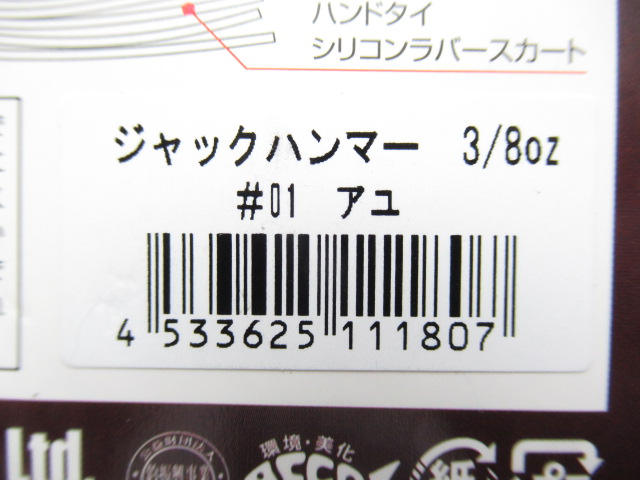 ハンドタイ
シリコンラバースカート
ジャックハンマー 3/8oz
#01 アユ
4 533625 111807
Ltd.
環境・美化